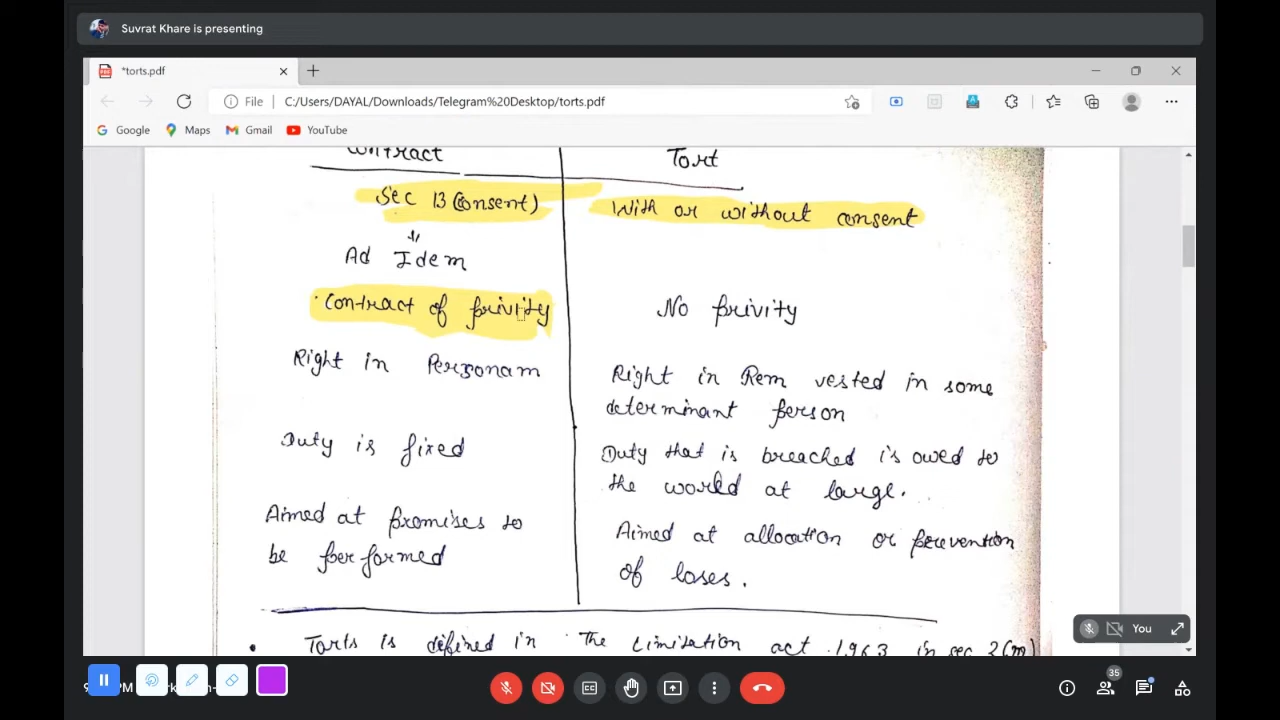 Suvrat Khare is presenting
*torts.pdf
File C:/Users/DAYAL/Downloads/Telegram%20Desktop/torts.pdf
Google Maps Gmail YouTube
Contract Tort
Sec 13 (Consent) With or without consent
Ad Idem
Contract of privity No privity
Right in Personam Right in Rem vested in some
determinant person
Duty is fixed Duty that is breached is owed to
the world at large.
Aimed at promises to Aimed at allocation or prevention
be performed of loses.
Torts is defined in The Limitation act 1963 in sec 2(m)
You
35